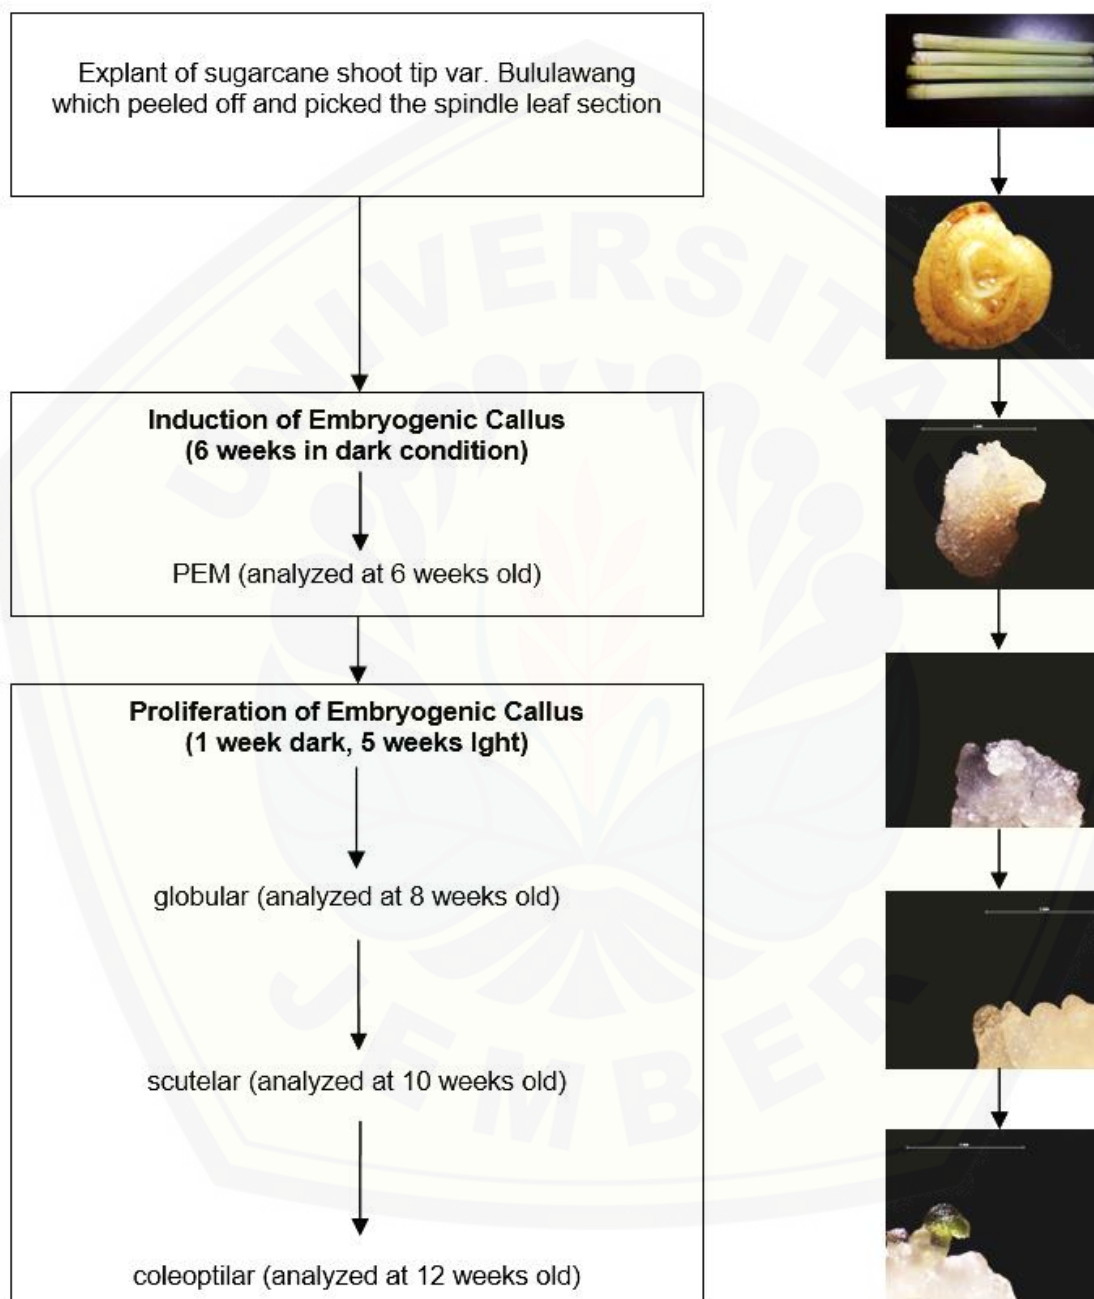 Explant of sugarcane shoot tip var. Bululawang
which peeled off and picked the spindle leaf section
Induction of Embryogenic Callus
(6 weeks in dark condition)
PEM (analyzed at 6 weeks old)
Proliferation of Embryogenic Callus
(1 week dark, 5 weeks lght)
globular (analyzed at 8 weeks old)
scutelar (analyzed at 10 weeks old)
coleoptilar (analyzed at 12 weeks old)
UNIVERSITAS
JEMBER